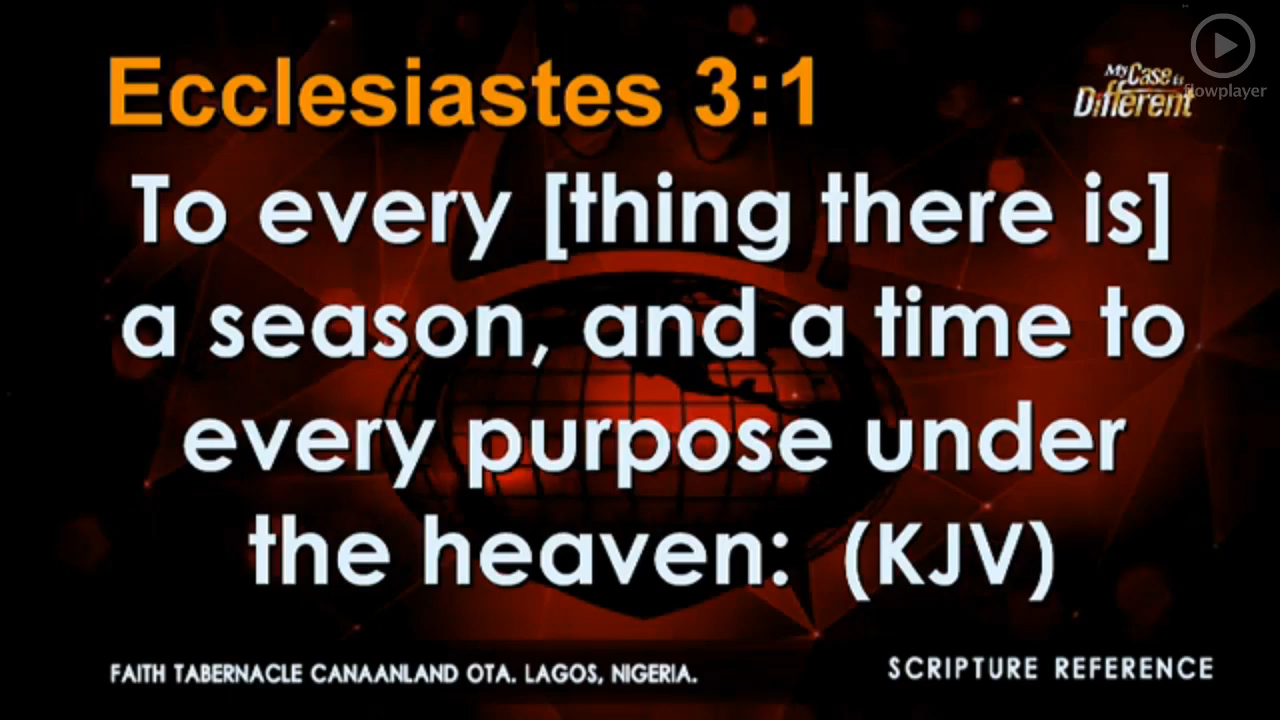 Ecclesiastes 3:1
My Case is
Different
flowplayer
To every [thing there is]
a season, and a time to
every purpose under
the heaven: (KJV)
FAITH TABERNACLE CANAANLAND OTA. LAGOS, NIGERIA.
SCRIPTURE REFERENCE